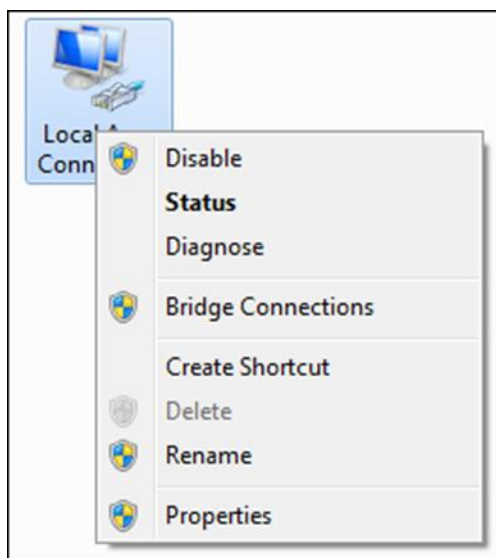 Local
Conn
Disable
Status
Diagnose
Bridge Connections
Create Shortcut
Delete
Rename
Properties